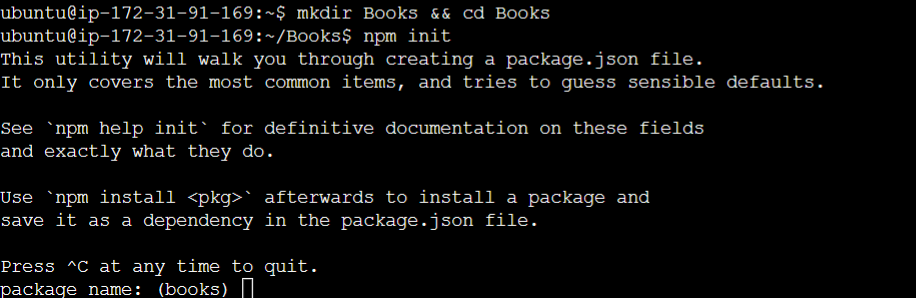 ubuntu@ip-172-31-91-169:~$ mkdir Books && cd Books
ubuntu@ip-172-31-91-169:~/Books$ npm init
This utility will walk you through creating a package.json file.
It only covers the most common items, and tries to guess sensible defaults.
See `npm help init` for definitive documentation on these fields
and exactly what they do.
Use `npm install <pkg>` afterwards to install a package and
save it as a dependency in the package.json file.
Press ^C at any time to quit.
package name: (books)